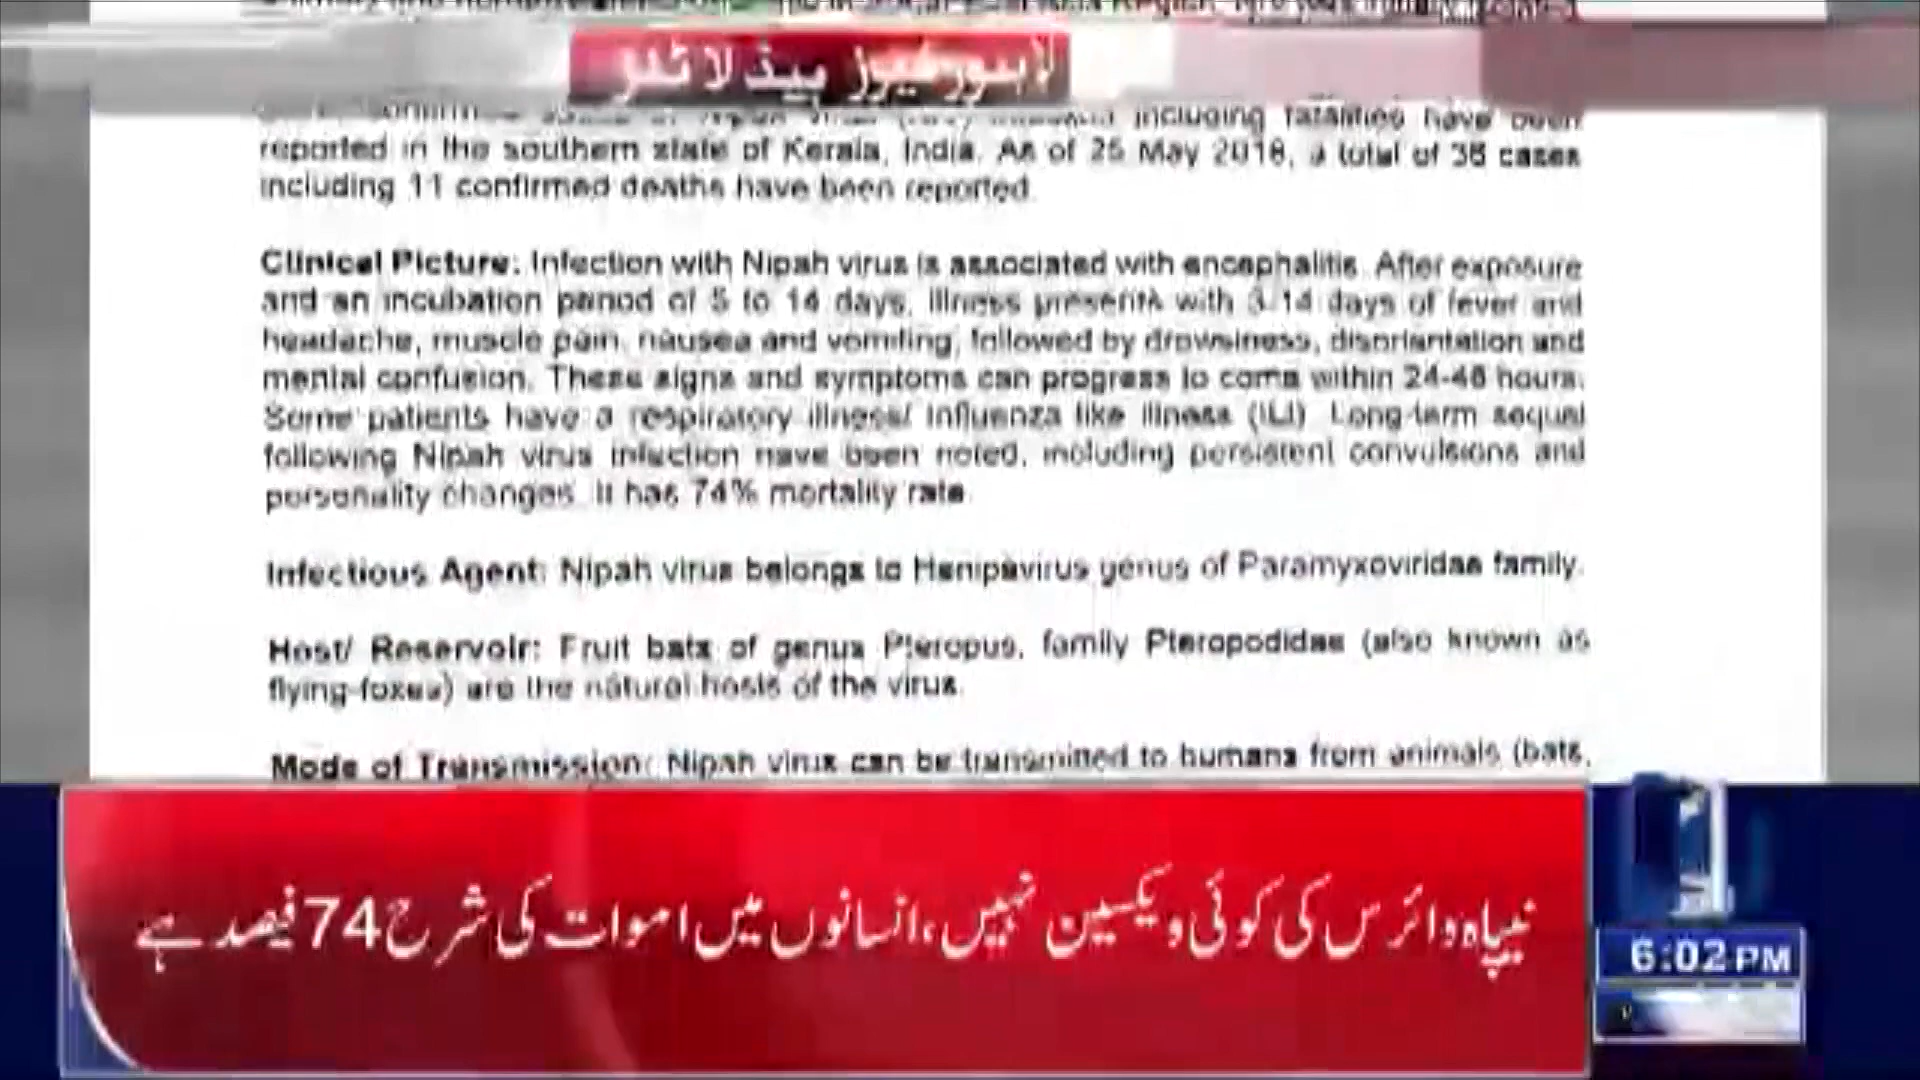 لاہور نیوز ہیڈ لائنز
including fatalities have been
reported in the southern state of Kerala, India. As of 25 May 2018, a total of 36 cases
including 11 confirmed deaths have been reported.
Clinical Picture: Infection with Nipah virus is associated with encephalitis. After exposure
and an incubation period of 5 to 14 days, illness presents with 3-14 days of fever and
headache, muscle pain, nausea and vomiting, followed by drowsiness, disorientation and
mental confusion. These signs and symptoms can progress to coma within 24-48 hours.
Some patients have a respiratory illness/ Influenza like illness (ILI). Long-term sequel
following Nipah virus infection have been noted, including persistent convulsions and
personality changes. It has 74% mortality rate.
Infectious Agent: Nipah virus belongs to Henipavirus genus of Paramyxoviridae family.
Host/ Reservoir: Fruit bats of genus Pteropus, family Pteropodidae (also known as
flying-foxes) are the natural hosts of the virus.
Mode of Transmission: Nipah virus can be transmitted to humans from animals (bats,
نیپاہ وائرس کی کوئی ویکسین نہیں، انسانوں میں اموات کی شرح 74 فیصد ہے
6:02 PM